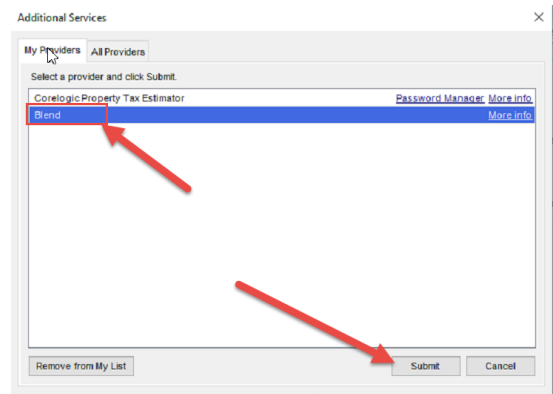 Additional Services
My Providers All Providers
Select a provider and click Submit.
Corelogic Property Tax Estimator Password Manager More info
Blend More info
Remove from My List Submit Cancel